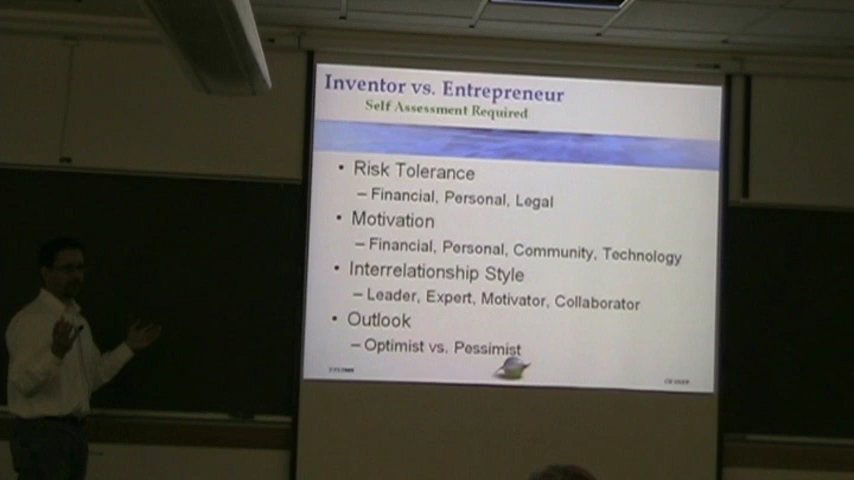 Inventor vs. Entrepreneur
Self Assessment Required
• Risk Tolerance
– Financial, Personal, Legal
• Motivation
– Financial, Personal, Community, Technology
• Interrelationship Style
– Leader, Expert, Motivator, Collaborator
• Outlook
– Optimist vs. Pessimist